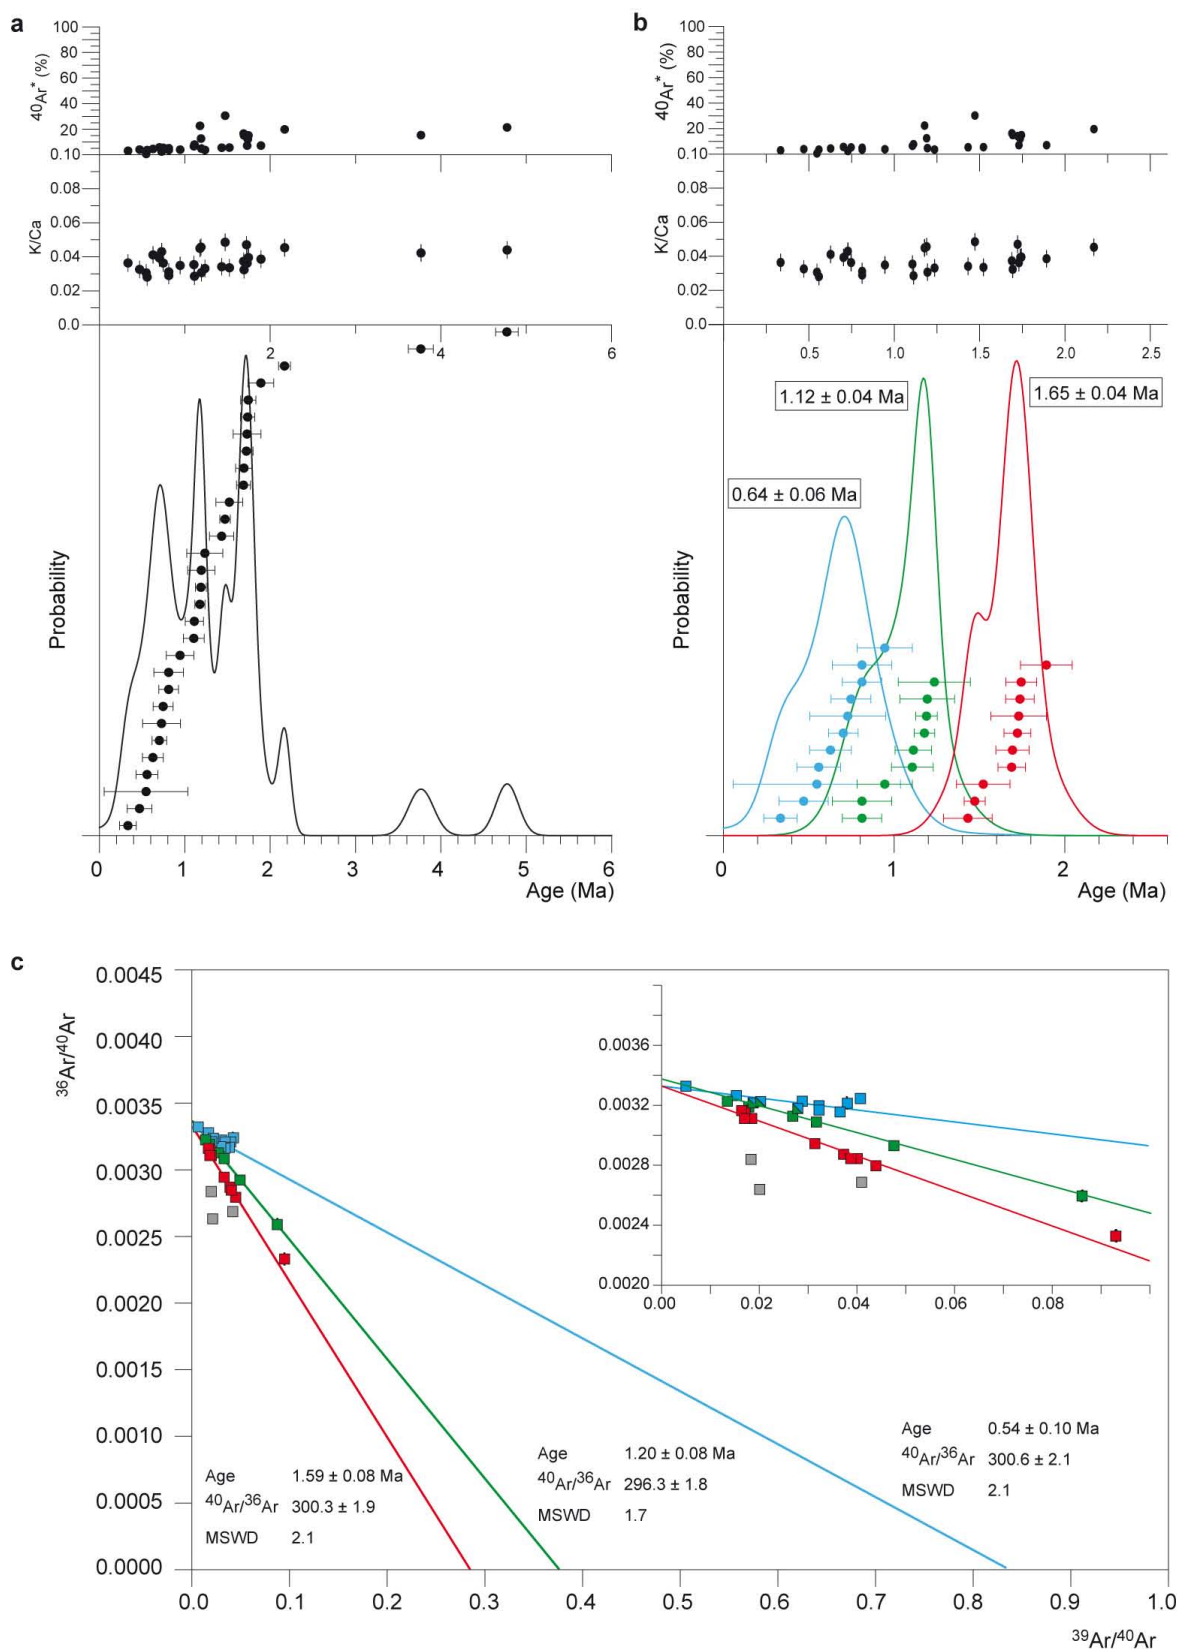 a
100
80
60
40
20
0.10
40Ar* (%)
0.08
0.06
0.04
0.02
0.0
K/Ca
2
4
6
Probability
0
1
2
3
4
5
6
Age (Ma)
b
100
80
60
40
20
0.10
40Ar* (%)
0.08
0.06
0.04
0.02
0.0
K/Ca
0.5
1.0
1.5
2.0
2.5
1.12 ± 0.04 Ma
1.65 ± 0.04 Ma
0.64 ± 0.06 Ma
Probability
0
1
2
Age (Ma)
c
0.0045
0.0040
0.0035
0.0030
0.0025
0.0020
0.0015
0.0010
0.0005
0.0000
36Ar/40Ar
0.0036
0.0032
0.0028
0.0024
0.0020
0.00
0.02
0.04
0.06
0.08
Age 1.59 ± 0.08 Ma
40Ar/36Ar 300.3 ± 1.9
MSWD 2.1
Age 1.20 ± 0.08 Ma
40Ar/36Ar 296.3 ± 1.8
MSWD 1.7
Age 0.54 ± 0.10 Ma
40Ar/36Ar 300.6 ± 2.1
MSWD 2.1
0.0
0.1
0.2
0.3
0.4
0.5
0.6
0.7
0.8
0.9
1.0
39Ar/40Ar